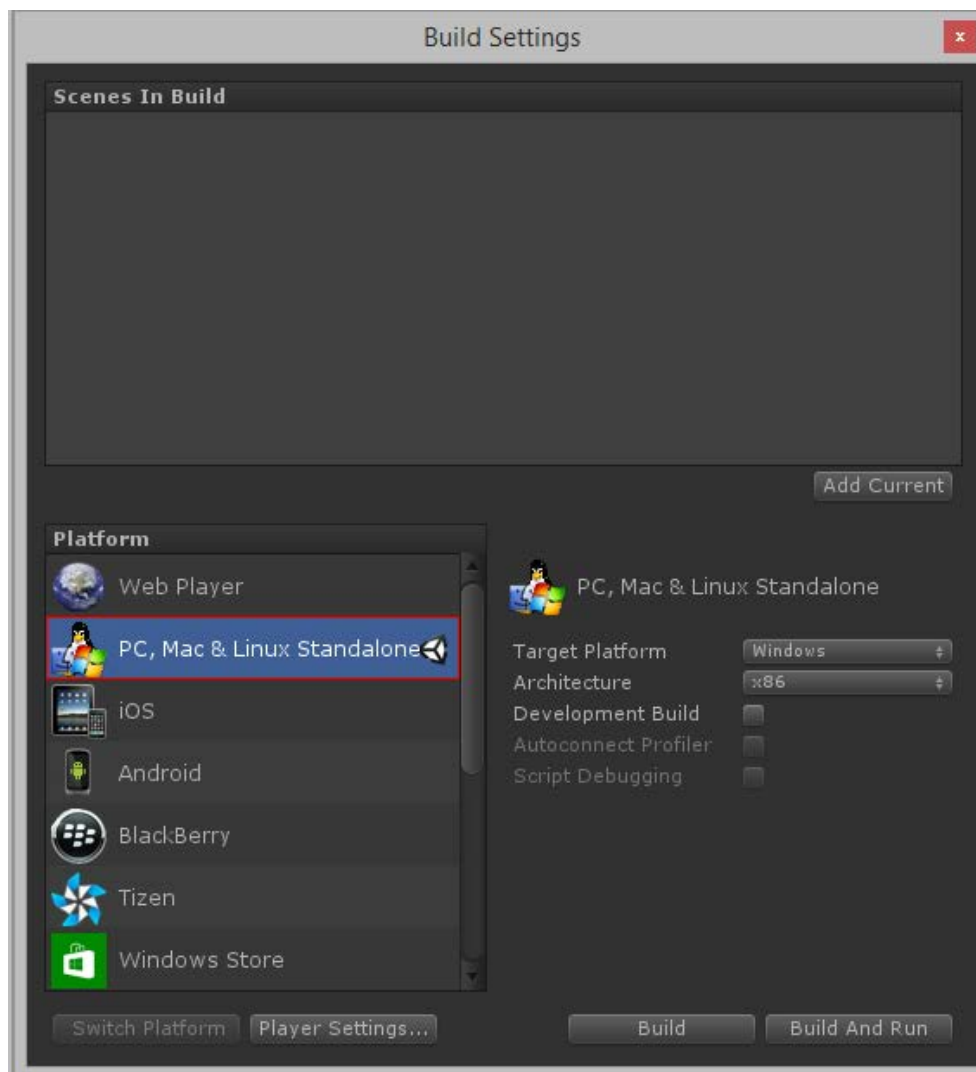 Build Settings
x
Scenes In Build
Add Current
Platform
Web Player
PC, Mac & Linux Standalone
iOS
Android
BlackBerry
Tizen
Windows Store
PC, Mac & Linux Standalone
Target Platform Windows
Architecture x86
Development Build
Autoconnect Profiler
Script Debugging
Switch Platform Player Settings... Build Build And Run